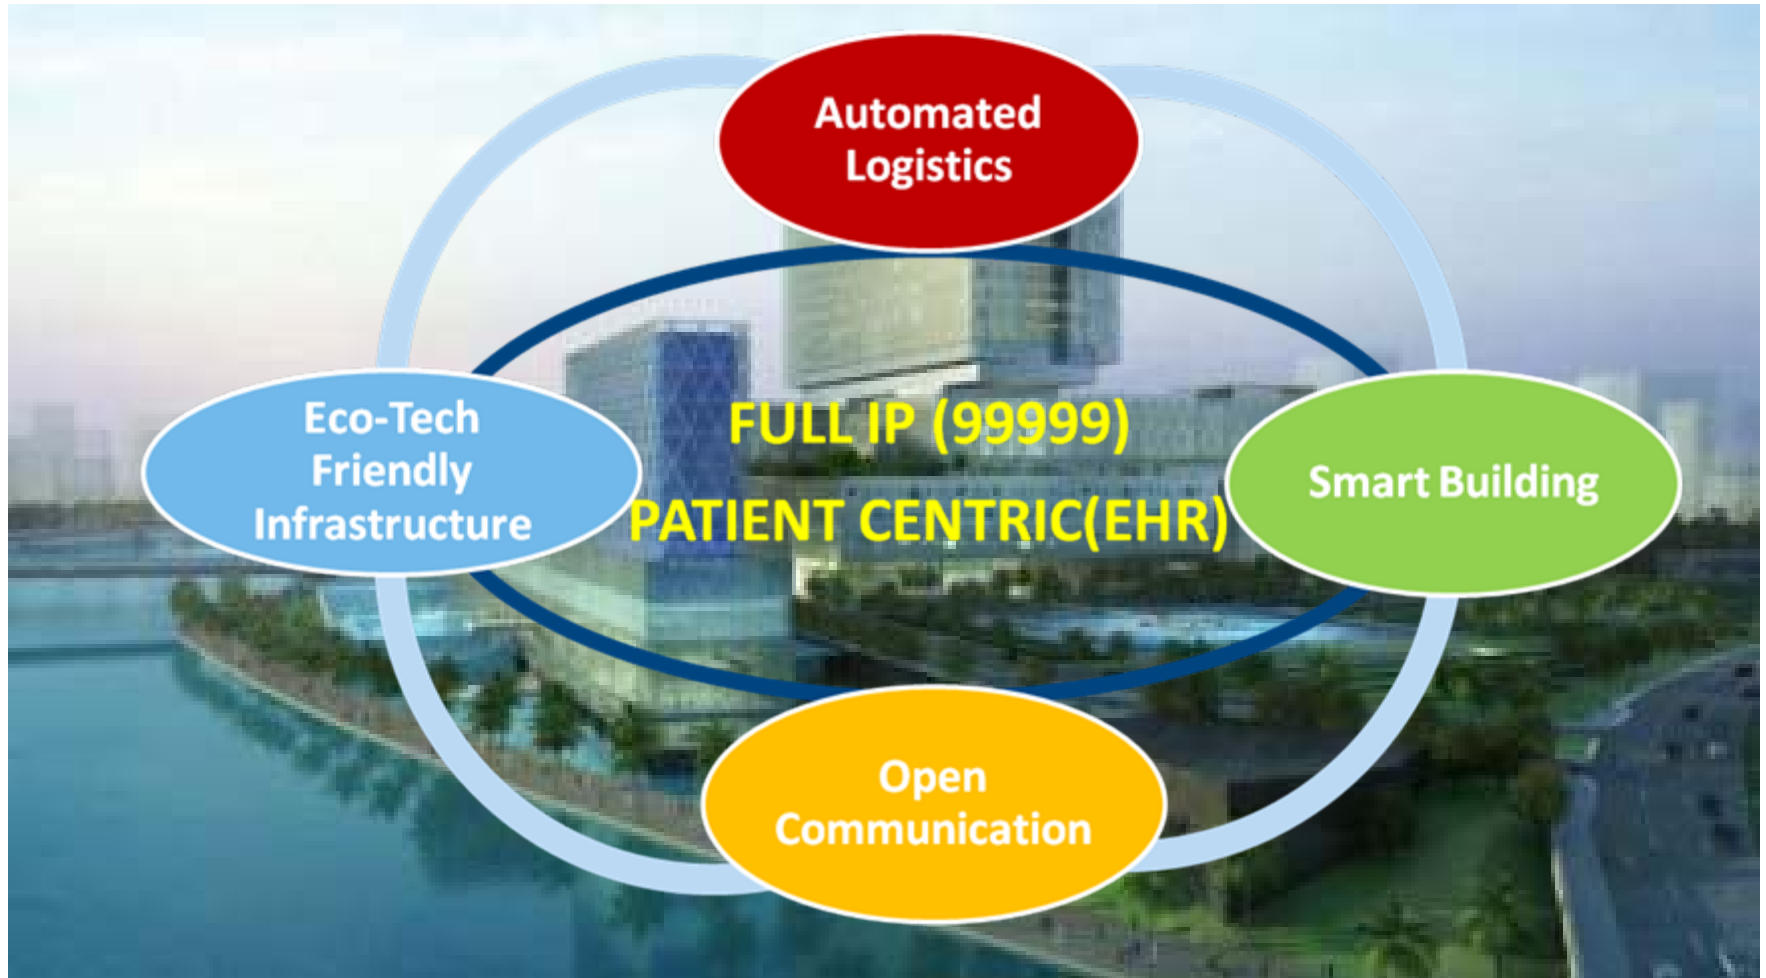 Automated
Logistics
Eco-Tech
Friendly
Infrastructure
FULL IP (99999)
PATIENT CENTRIC(EHR)
Smart Building
Open
Communication